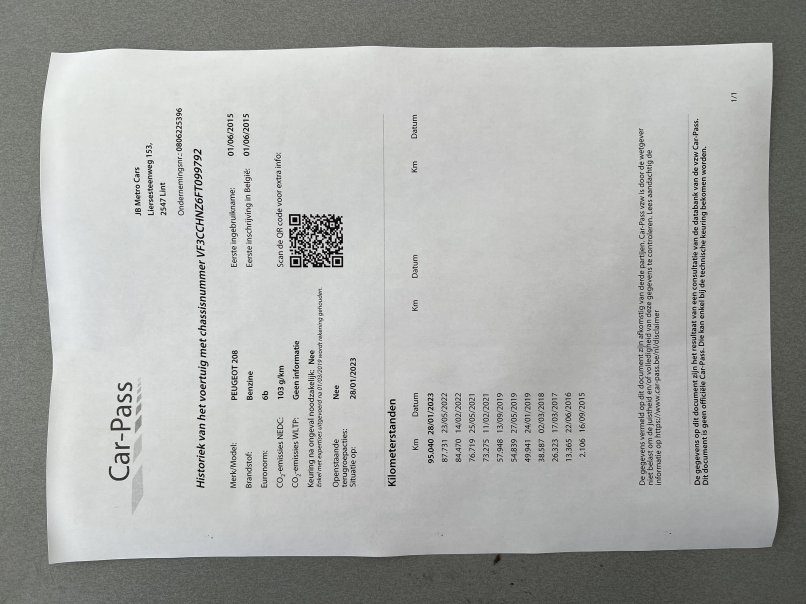 Car-Pass
JB Metro Cars
Liersesteenweg 153,
2547 Lint
Ondernemingsnr.: 0806225396
Historiek van het voertuig met chassisnummer VF3CCHNZ6FT099792
Merk/Model: PEUGEOT 208
Brandstof: Benzine
Euronorm: 6b
CO₂-emissies NEDC: 103 g/km
CO₂-emissies WLTP: Geen informatie
Keuring na ongeval noodzakelijk: Nee
Enkel met expertises uitgevoerd na 01/03/2019 wordt rekening gehouden.
Openstaande Nee
terugroepacties:
Situatie op: 28/01/2023
Eerste ingebruikname: 01/06/2015
Eerste inschrijving in België: 01/06/2015
Scan de QR code voor extra info:
Kilometerstanden
Km Datum Km Datum Km Datum
95.040 28/01/2023
87.731 23/05/2022
84.470 14/02/2022
76.719 25/05/2021
73.275 11/02/2021
57.948 13/09/2019
54.839 27/05/2019
49.941 24/01/2019
38.587 02/03/2018
26.323 17/03/2017
13.365 22/06/2016
2.106 16/09/2015
De gegevens vermeld op dit document zijn afkomstig van derde partijen. Car-Pass vzw is door de wetgever
niet belast om de juistheid en/of volledigheid van deze gegevens te controleren. Lees aandachtig de
informatie op https://www.car-pass.be/nl/disclaimer
De gegevens op dit document zijn het resultaat van een consultatie van de databank van de vzw Car-Pass.
Dit document is geen officiële Car-Pass. Die kan enkel bij de technische keuring bekomen worden.
1/1